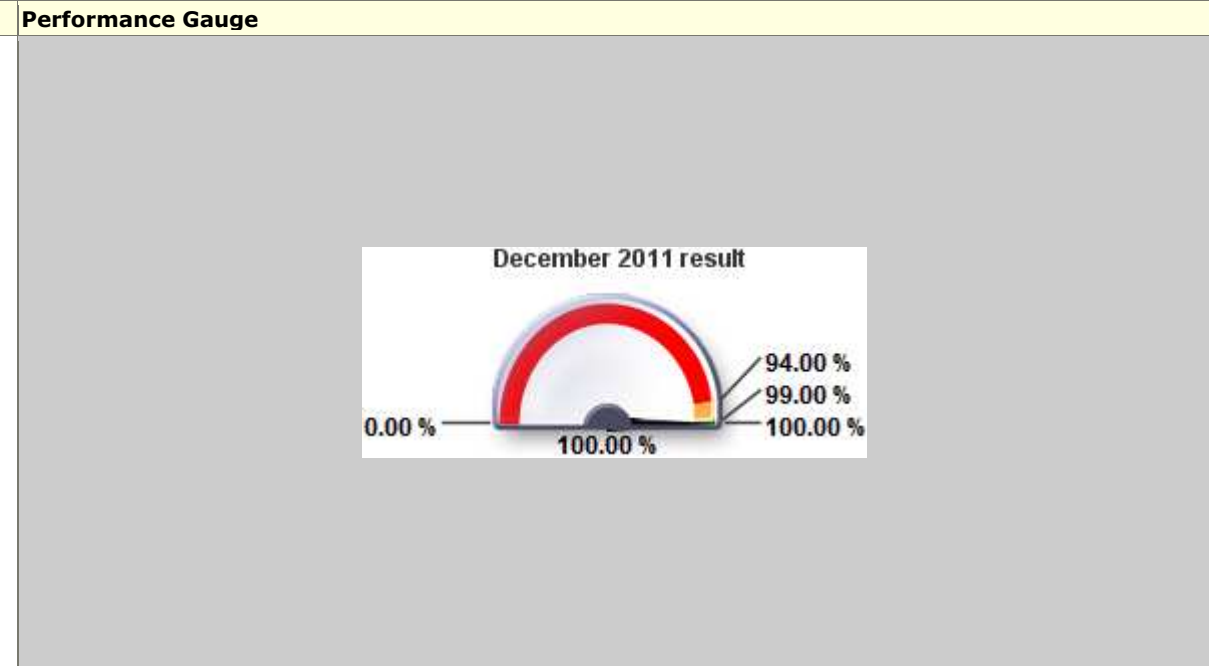 Performance Gauge
December 2011 result
94.00 %
99.00 %
0.00 %
100.00 %
100.00 %